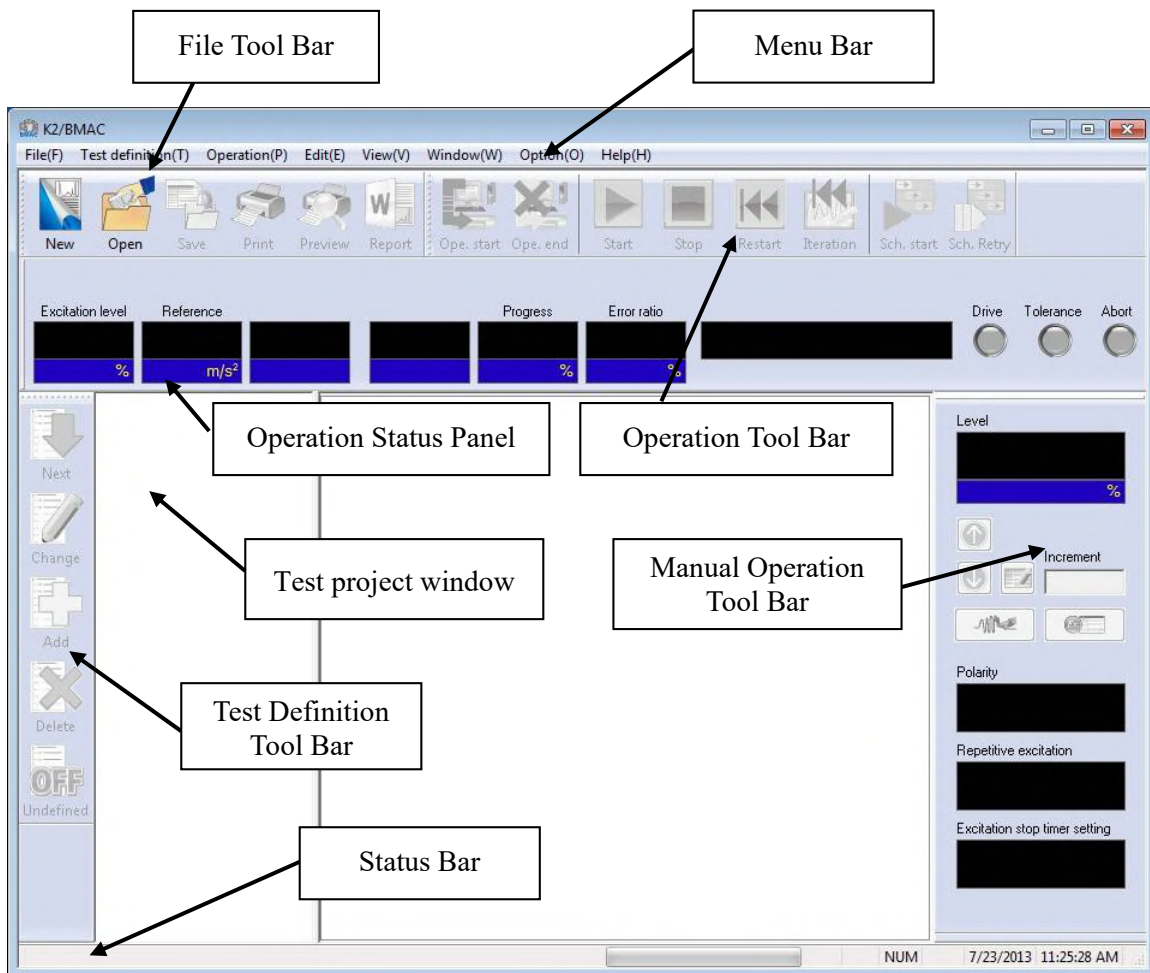 File Tool Bar
Menu Bar
BMAC K2/BMAC
File(F) Test definition(T) Operation(P) Edit(E) View(V) Window(W) Option(O) Help(H)
New Open Save Print Preview Report Ope. start Ope. end Start Stop Restart Iteration Sch. start Sch. Retry
Excitation level Reference Progress Error ratio Drive Tolerance Abort
% m/s² % %
Operation Status Panel
Operation Tool Bar
Level
%
Next
Change
Test project window
Manual Operation
Tool Bar
Increment
Add
Polarity
Test Definition
Tool Bar
Delete
Repetitive excitation
OFF
Undefined
Excitation stop timer setting
Status Bar
NUM 7/23/2013 11:25:28 AM